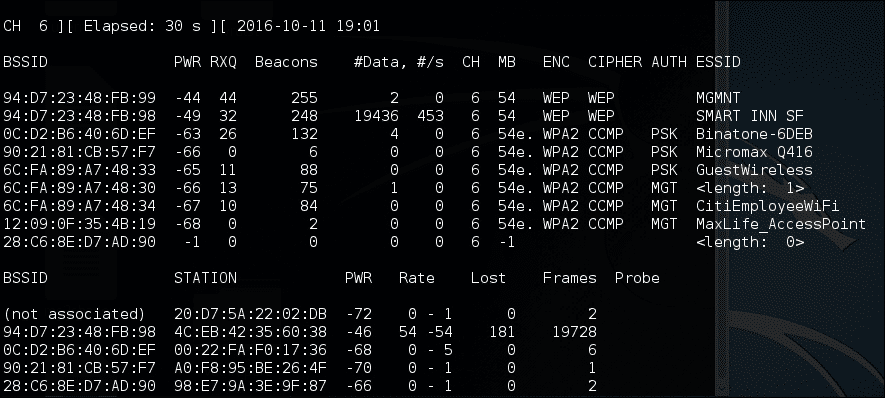 CH 6 ][ Elapsed: 30 s ][ 2016-10-11 19:01
BSSID PWR RXQ Beacons #Data, #/s CH MB ENC CIPHER AUTH ESSID
94:D7:23:48:FB:99 -44 44 255 2 0 6 54 WEP WEP MGMNT
94:D7:23:48:FB:98 -49 32 248 19436 453 6 54 WEP WEP SMART INN SF
0C:D2:B6:40:6D:EF -63 26 132 4 0 6 54e. WPA2 CCMP PSK Binatone-6DEB
90:21:81:CB:57:F7 -66 0 6 0 0 6 54e. WPA2 CCMP PSK Micromax Q416
6C:FA:89:A7:48:33 -65 11 88 0 0 6 54e. WPA2 CCMP PSK GuestWireless
6C:FA:89:A7:48:30 -66 13 75 1 0 6 54e. WPA2 CCMP MGT <length: 1>
6C:FA:89:A7:48:34 -67 10 84 0 0 6 54e. WPA2 CCMP MGT CitiEmployeeWiFi
12:09:0F:35:4B:19 -68 0 2 0 0 6 54e. WPA2 CCMP MGT MaxLife_AccessPoint
28:C6:8E:D7:AD:90 -1 0 0 0 0 6 -1 <length: 0>
BSSID STATION PWR Rate Lost Frames Probe
(not associated) 20:D7:5A:22:02:DB -72 0 - 1 0 2
94:D7:23:48:FB:98 4C:EB:42:35:60:38 -46 54 -54 181 19728
0C:D2:B6:40:6D:EF 00:22:FA:F0:17:36 -68 0 - 5 0 6
90:21:81:CB:57:F7 A0:F8:95:BE:26:4F -70 0 - 1 0 1
28:C6:8E:D7:AD:90 98:E7:9A:3E:9F:87 -66 0 - 1 0 2